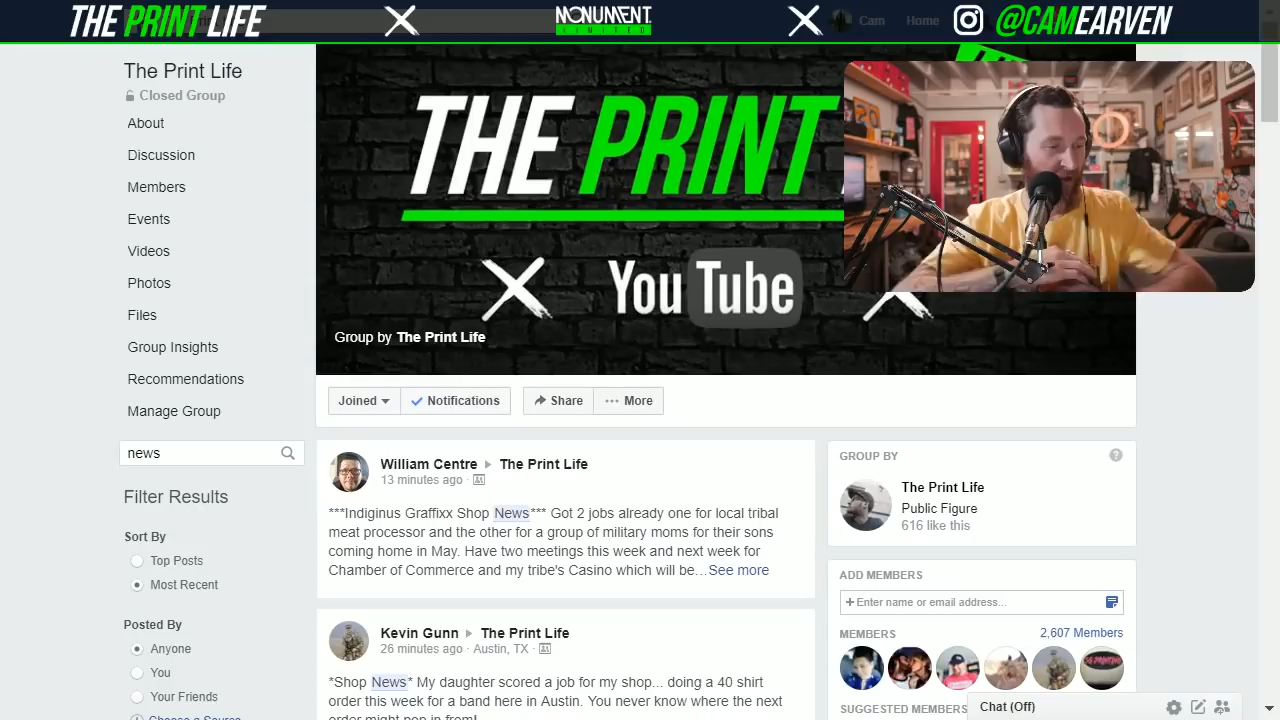 THE PRINT LIFE
MONUMENT
LIMITED
Cam
Home
@CAMEARVEN
The Print Life
Closed Group
About
Discussion
Members
Events
Videos
Photos
Files
Group Insights
Recommendations
Manage Group
news
Filter Results
Sort By
Top Posts
Most Recent
Posted By
Anyone
You
Your Friends
Choose a Source
THE PRINT
YouTube
Group by The Print Life
Joined
Notifications
Share
More
William Centre The Print Life
13 minutes ago ·
***Indiginus Graffixx Shop News*** Got 2 jobs already one for local tribal
meat processor and the other for a group of military moms for their sons
coming home in May. Have two meetings this week and next week for
Chamber of Commerce and my tribe's Casino which will be...See more
Kevin Gunn The Print Life
26 minutes ago · Austin, TX ·
*Shop News* My daughter scored a job for my shop... doing a 40 shirt
order this week for a band here in Austin. You never know where the next
order might pop in from!
GROUP BY
The Print Life
Public Figure
616 like this
ADD MEMBERS
+ Enter name or email address...
MEMBERS
2,607 Members
SUGGESTED MEMBERS
Chat (Off)